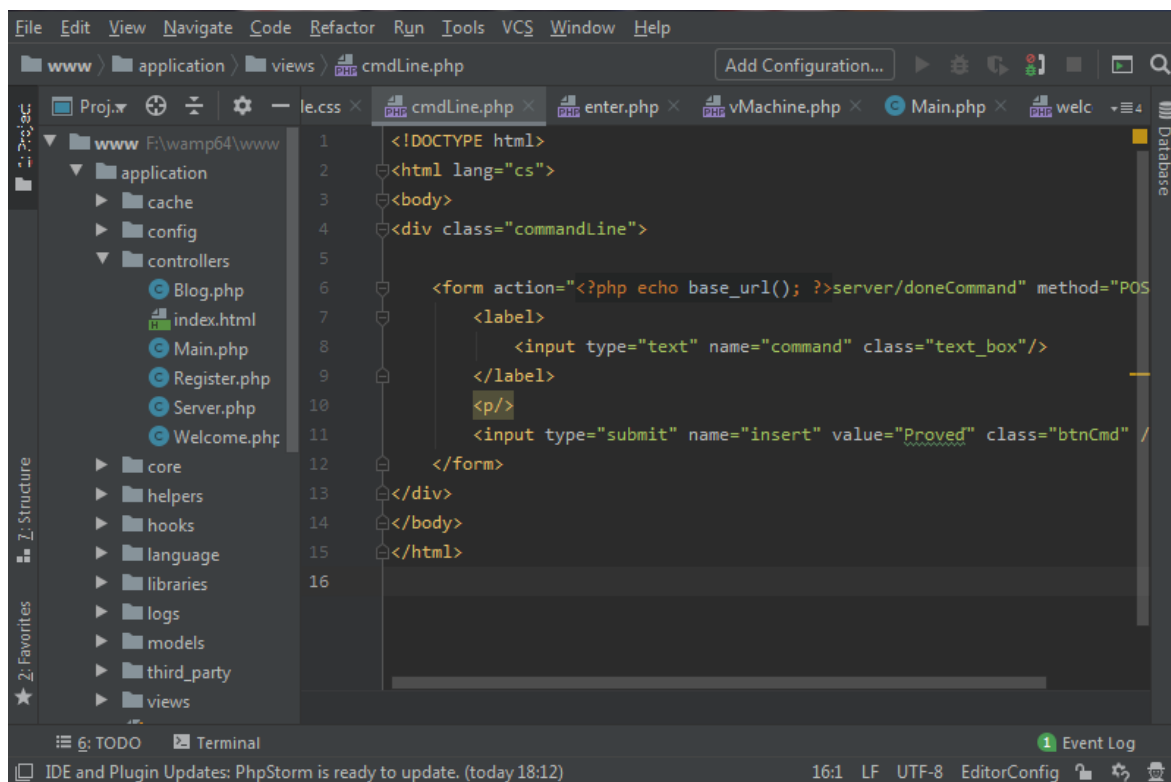 File Edit View Navigate Code Refactor Run Tools VCS Window Help
www application views cmdLine.php Add Configuration...
1: Project
Proj.
le.css cmdLine.php enter.php vMachine.php Main.php welc 4
Database
www F:\wamp64\www
application
cache
config
controllers
Blog.php
index.html
Main.php
Register.php
Server.php
Welcome.php
core
helpers
hooks
language
libraries
logs
models
third_party
views
1 <!DOCTYPE html>
2 <html lang="cs">
3 <body>
4 <div class="commandLine">
5
6 <form action="<?php echo base_url(); ?>server/doneCommand" method="POS
7 <label>
8 <input type="text" name="command" class="text_box"/>
9 </label>
10 <p/>
11 <input type="submit" name="insert" value="Proved" class="btnCmd" /
12 </form>
13 </div>
14 </body>
15 </html>
16
7: Structure
2: Favorites
6: TODO Terminal 1 Event Log
IDE and Plugin Updates: PhpStorm is ready to update. (today 18:12) 16:1 LF UTF-8 EditorConfig